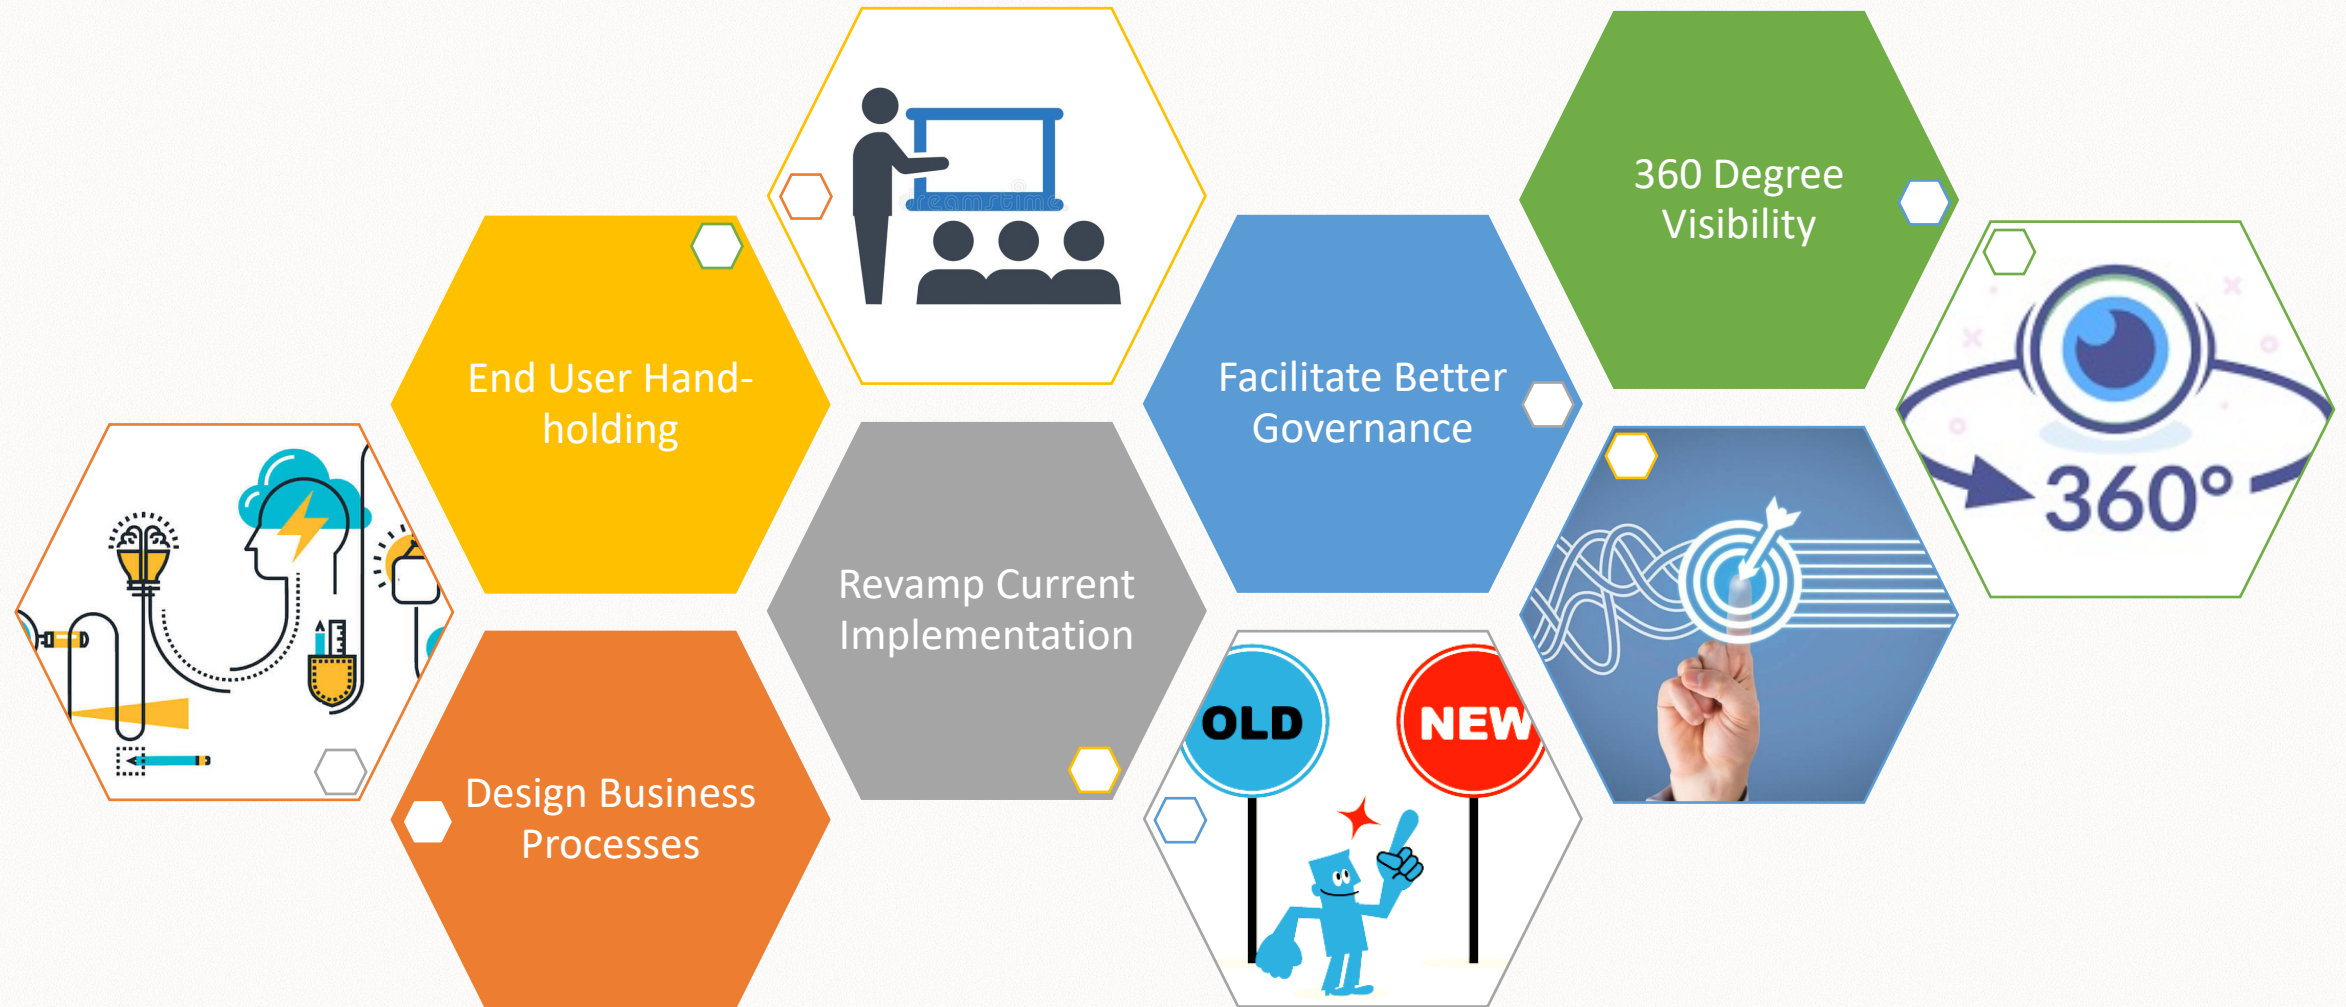 360 Degree
Visibility
dreamstime
End User Hand-
holding
Facilitate Better
Governance
360°
Revamp Current
Implementation
OLD
NEW
Design Business
Processes